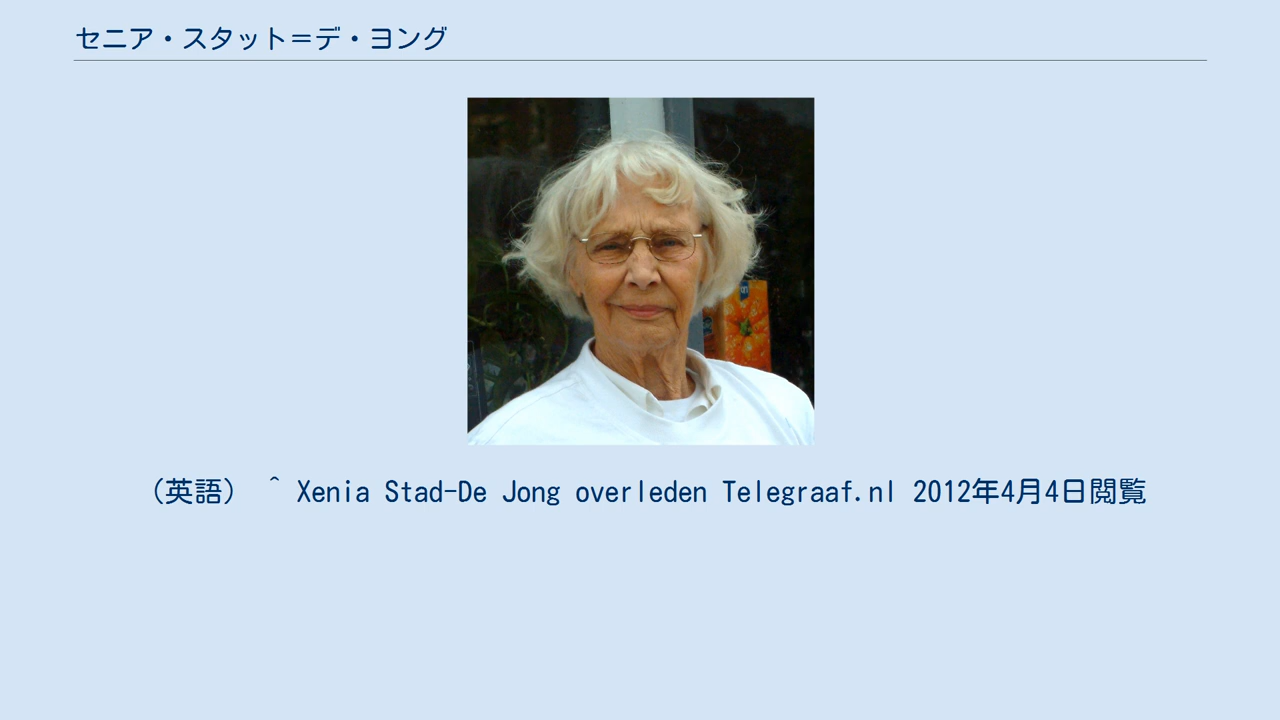 セニア・スタット＝デ・ヨング
（英語） ^ Xenia Stad-De Jong overleden Telegraaf.nl 2012年4月4日閲覧